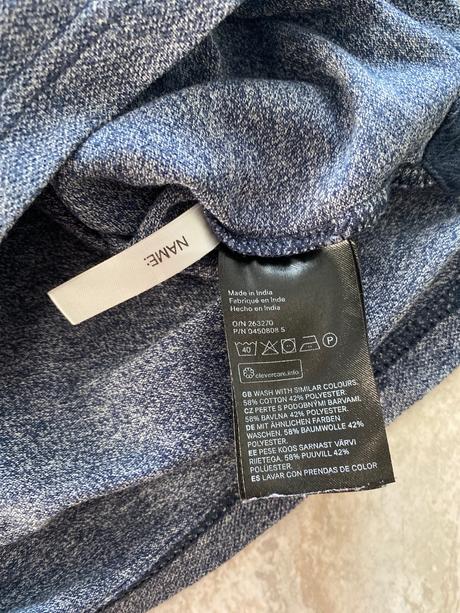 NAME:
Made in India
Fabriqué en Inde
Hecho en India
O/N 263270
P/N 0450808 S
40 P
clevercare.info
GB WASH WITH SIMILAR COLOURS.
58% COTTON 42% POLYESTER.
CZ PERTE S PODOBNÝMI BARVAMI.
58% BAVLNA 42% POLYESTER.
DE MIT ÄHNLICHEN FARBEN
WASCHEN. 58% BAUMWOLLE 42%
POLYESTER.
EE PESE KOOS SARNAST VÄRVI
RIIETEGA. 58% PUUVILL 42%
POLÜESTER.
ES LAVAR CON PRENDAS DE COLOR